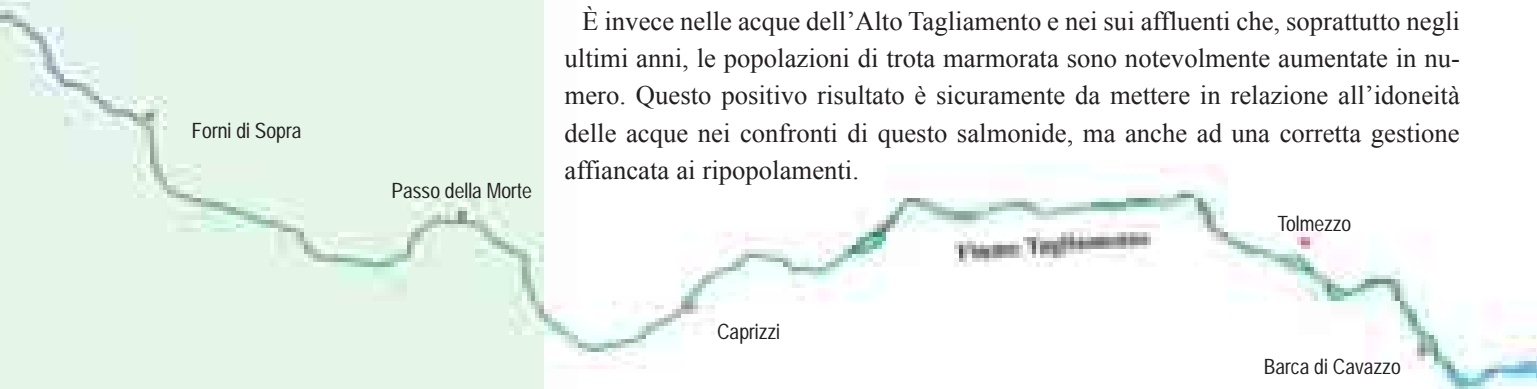 È invece nelle acque dell'Alto Tagliamento e nei sui affluenti che, soprattutto negli
ultimi anni, le popolazioni di trota marmorata sono notevolmente aumentate in nu-
mero. Questo positivo risultato è sicuramente da mettere in relazione all'idoneità
delle acque nei confronti di questo salmonide, ma anche ad una corretta gestione
affiancata ai ripopolamenti.
Forni di Sopra
Passo della Morte
Tolmezzo
Fiume Tagliamento
Caprizzi
Barca di Cavazzo